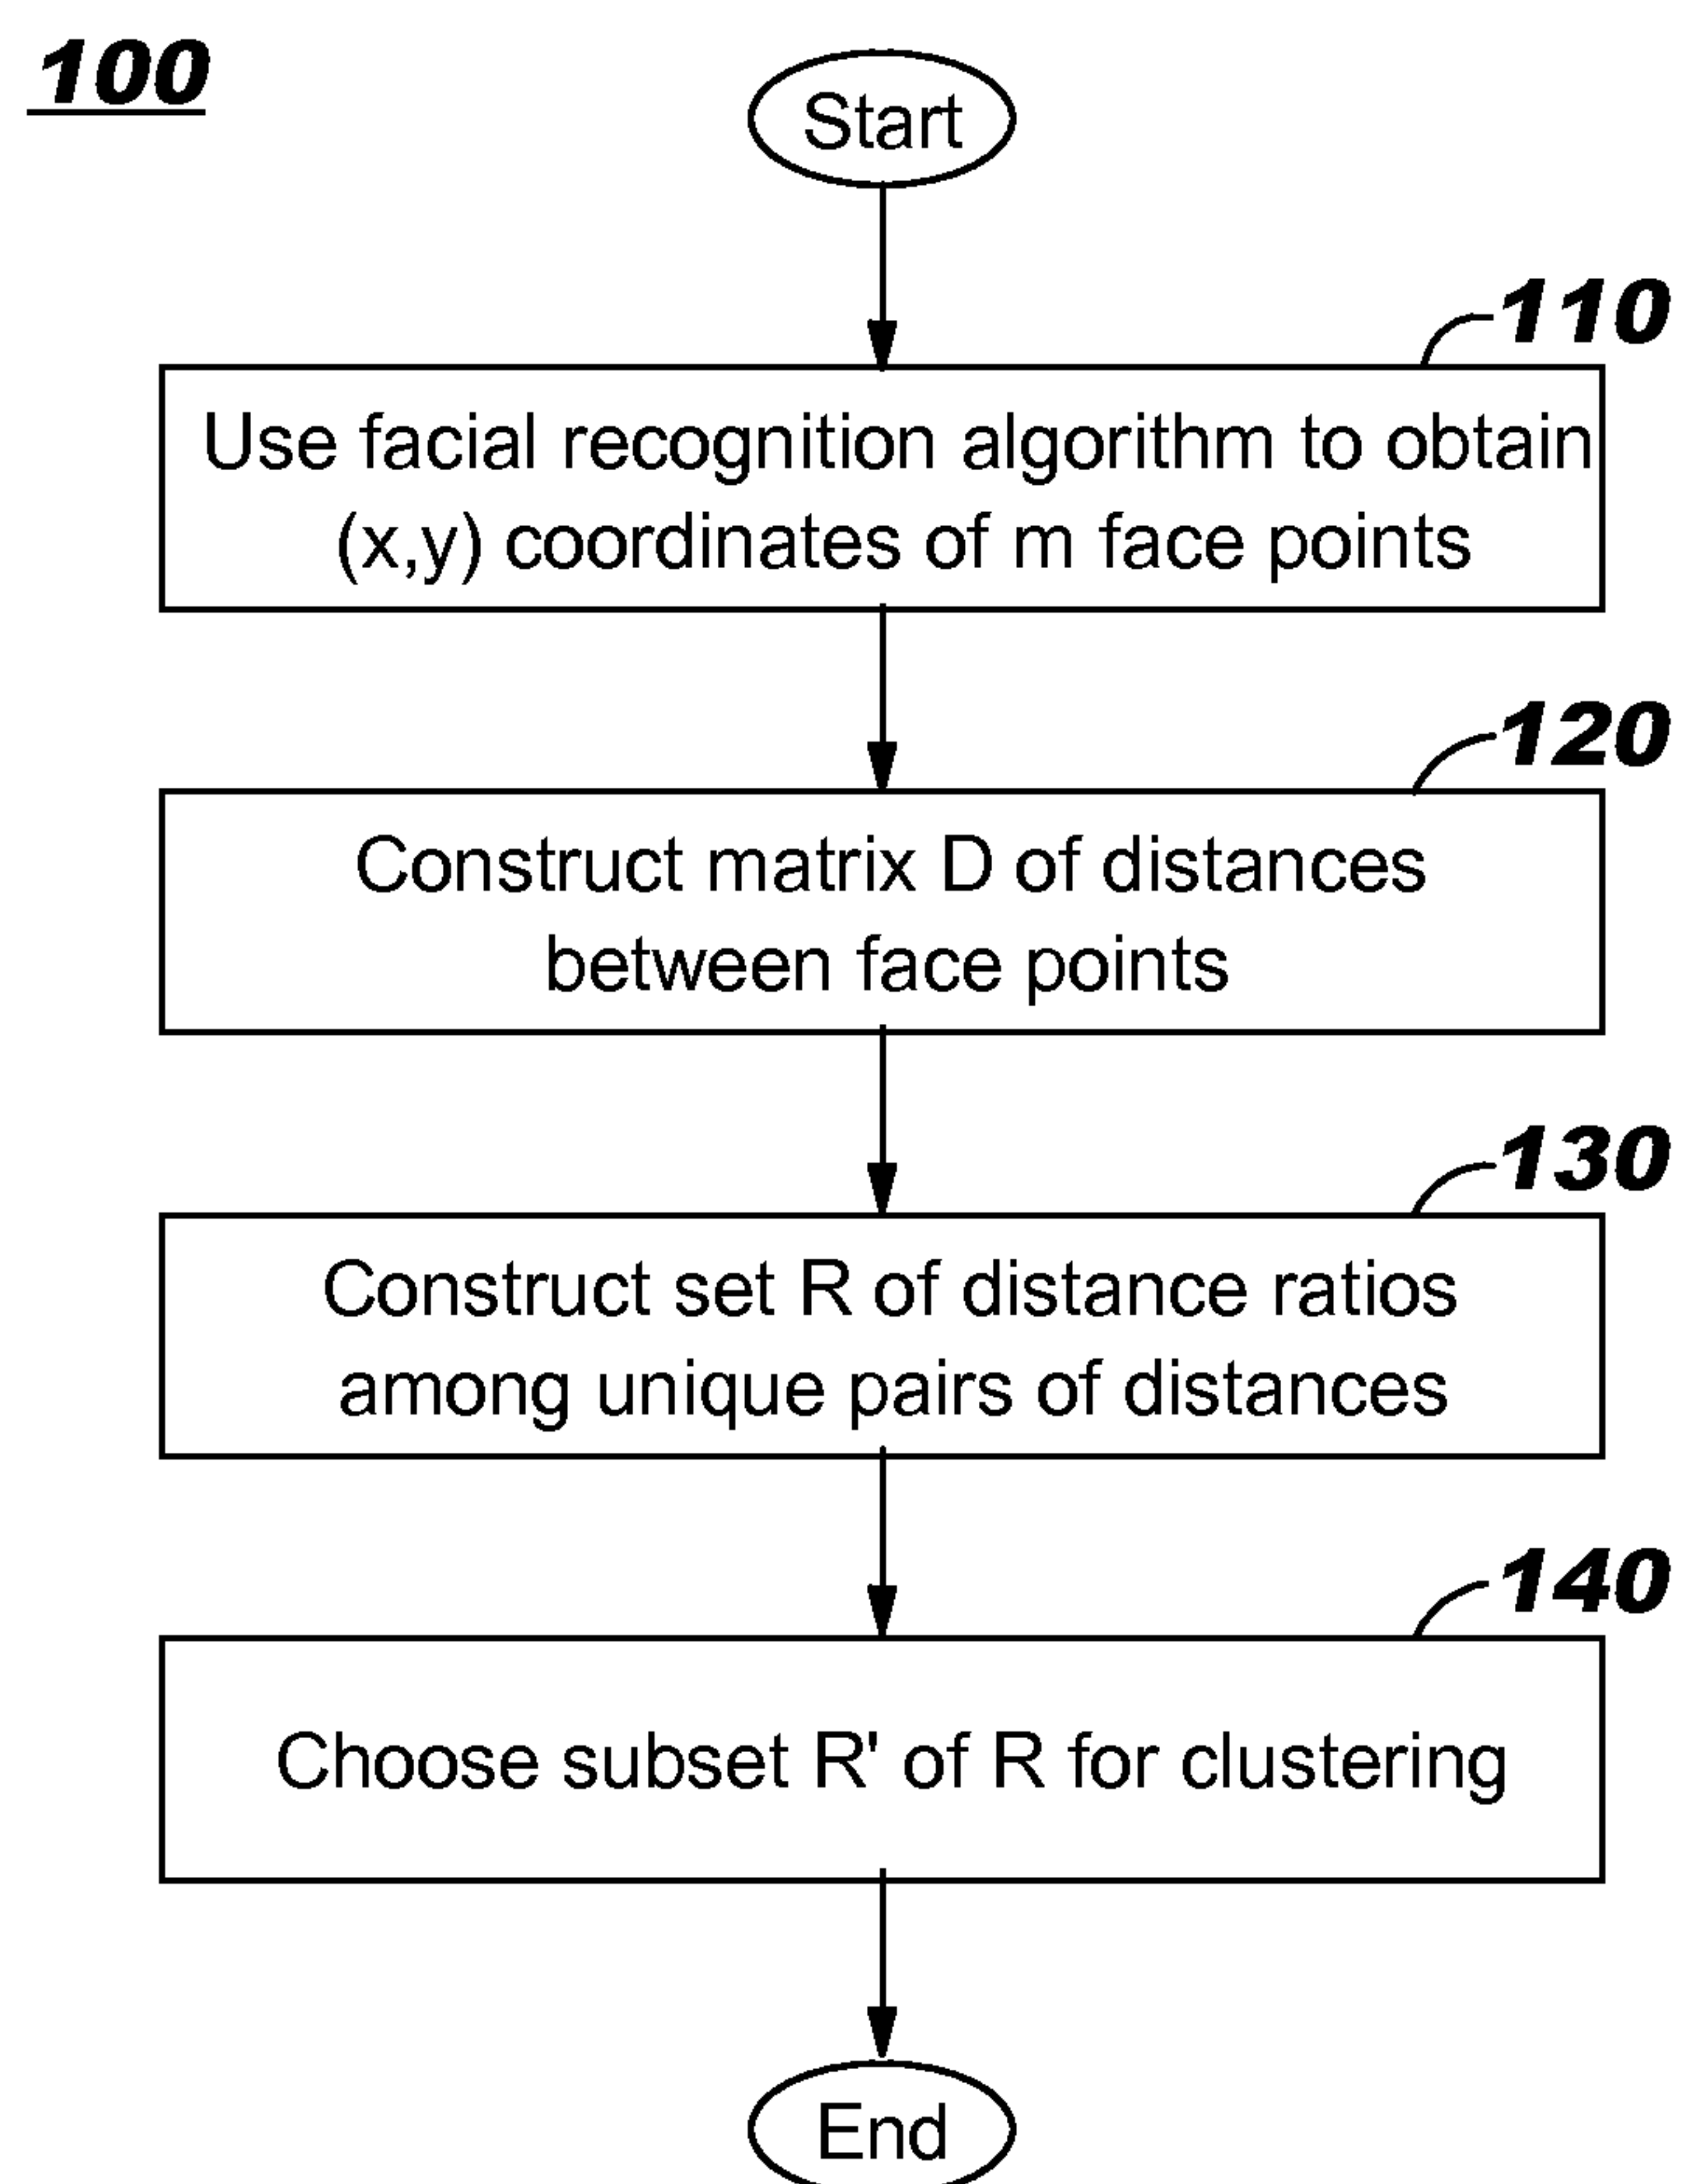 100
Start
110
Use facial recognition algorithm to obtain
(x,y) coordinates of m face points
120
Construct matrix D of distances
between face points
130
Construct set R of distance ratios
among unique pairs of distances
140
Choose subset R' of R for clustering
End